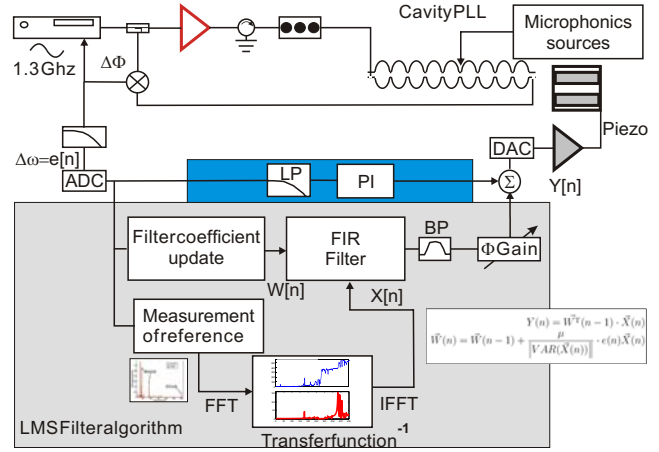 CavityPLL
Microphonics
sources
1.3Ghz
ΔΦ
Piezo
Δω=e[n]
ADC
LP
PI
DAC
Σ
Y[n]
Filtercoefficient
update
FIR
Filter
BP
ΦGain
W[n]
X[n]
Measurement
ofreference
Y(n) = W⃗ᵀ(n−1) · X⃗(n)
W⃗(n) = W⃗(n−1) + μ / ‖VAR(X⃗(n))‖ · e(n)X⃗(n)
FFT
IFFT
LMSFilteralgorithm
Transferfunction -1